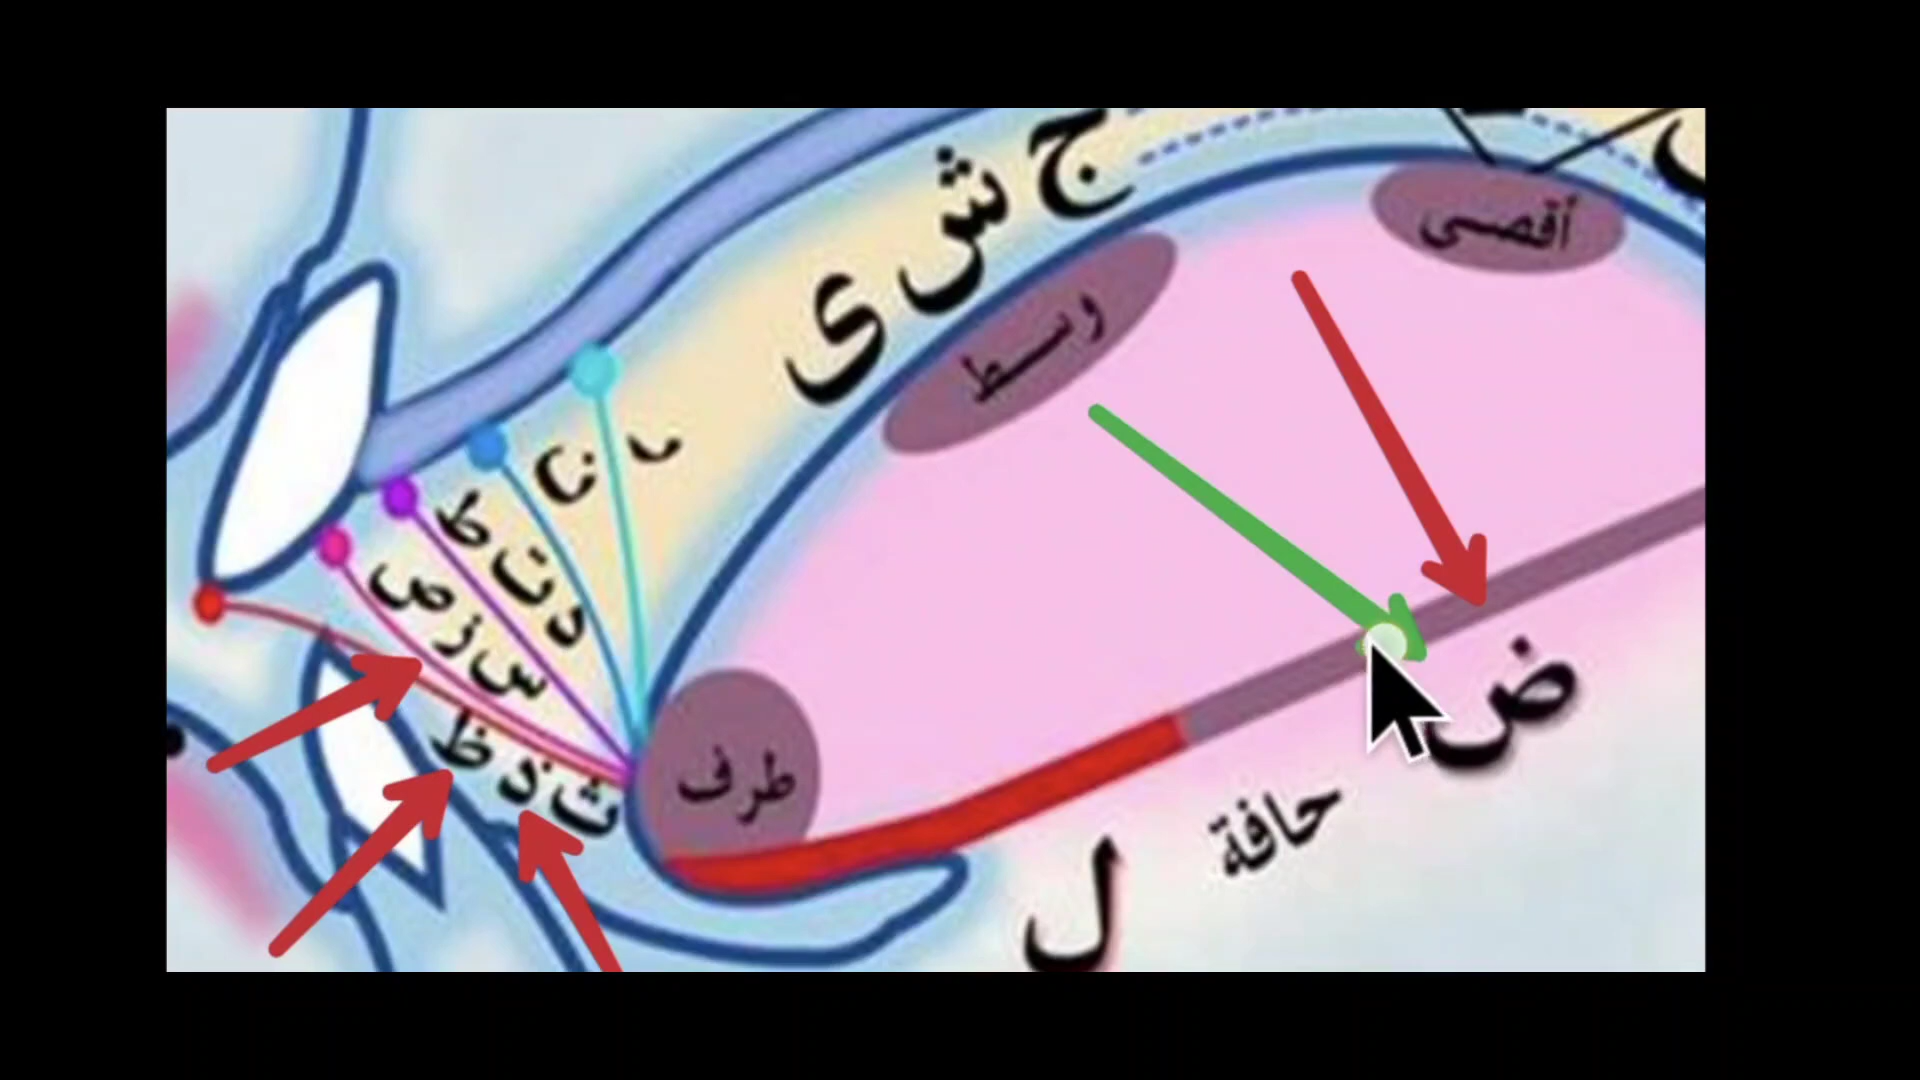 ج ش ى
أقصى
وسط
ن ر
ط ت د
ص ز س
ظ ذ ث
طرف
ض
حافة
ل